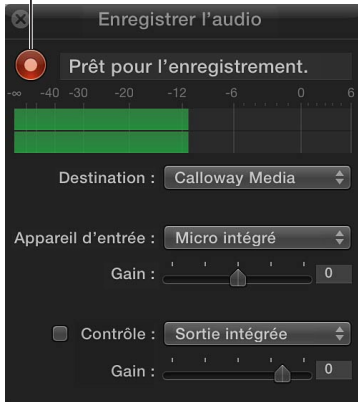 Enregistrer l'audio
Prêt pour l'enregistrement.
-∞ -40 -30 -20 -12 -6 0 6
Destination : Calloway Media
Appareil d'entrée : Micro intégré
Gain : 0
Contrôle : Sortie intégrée
Gain : 0